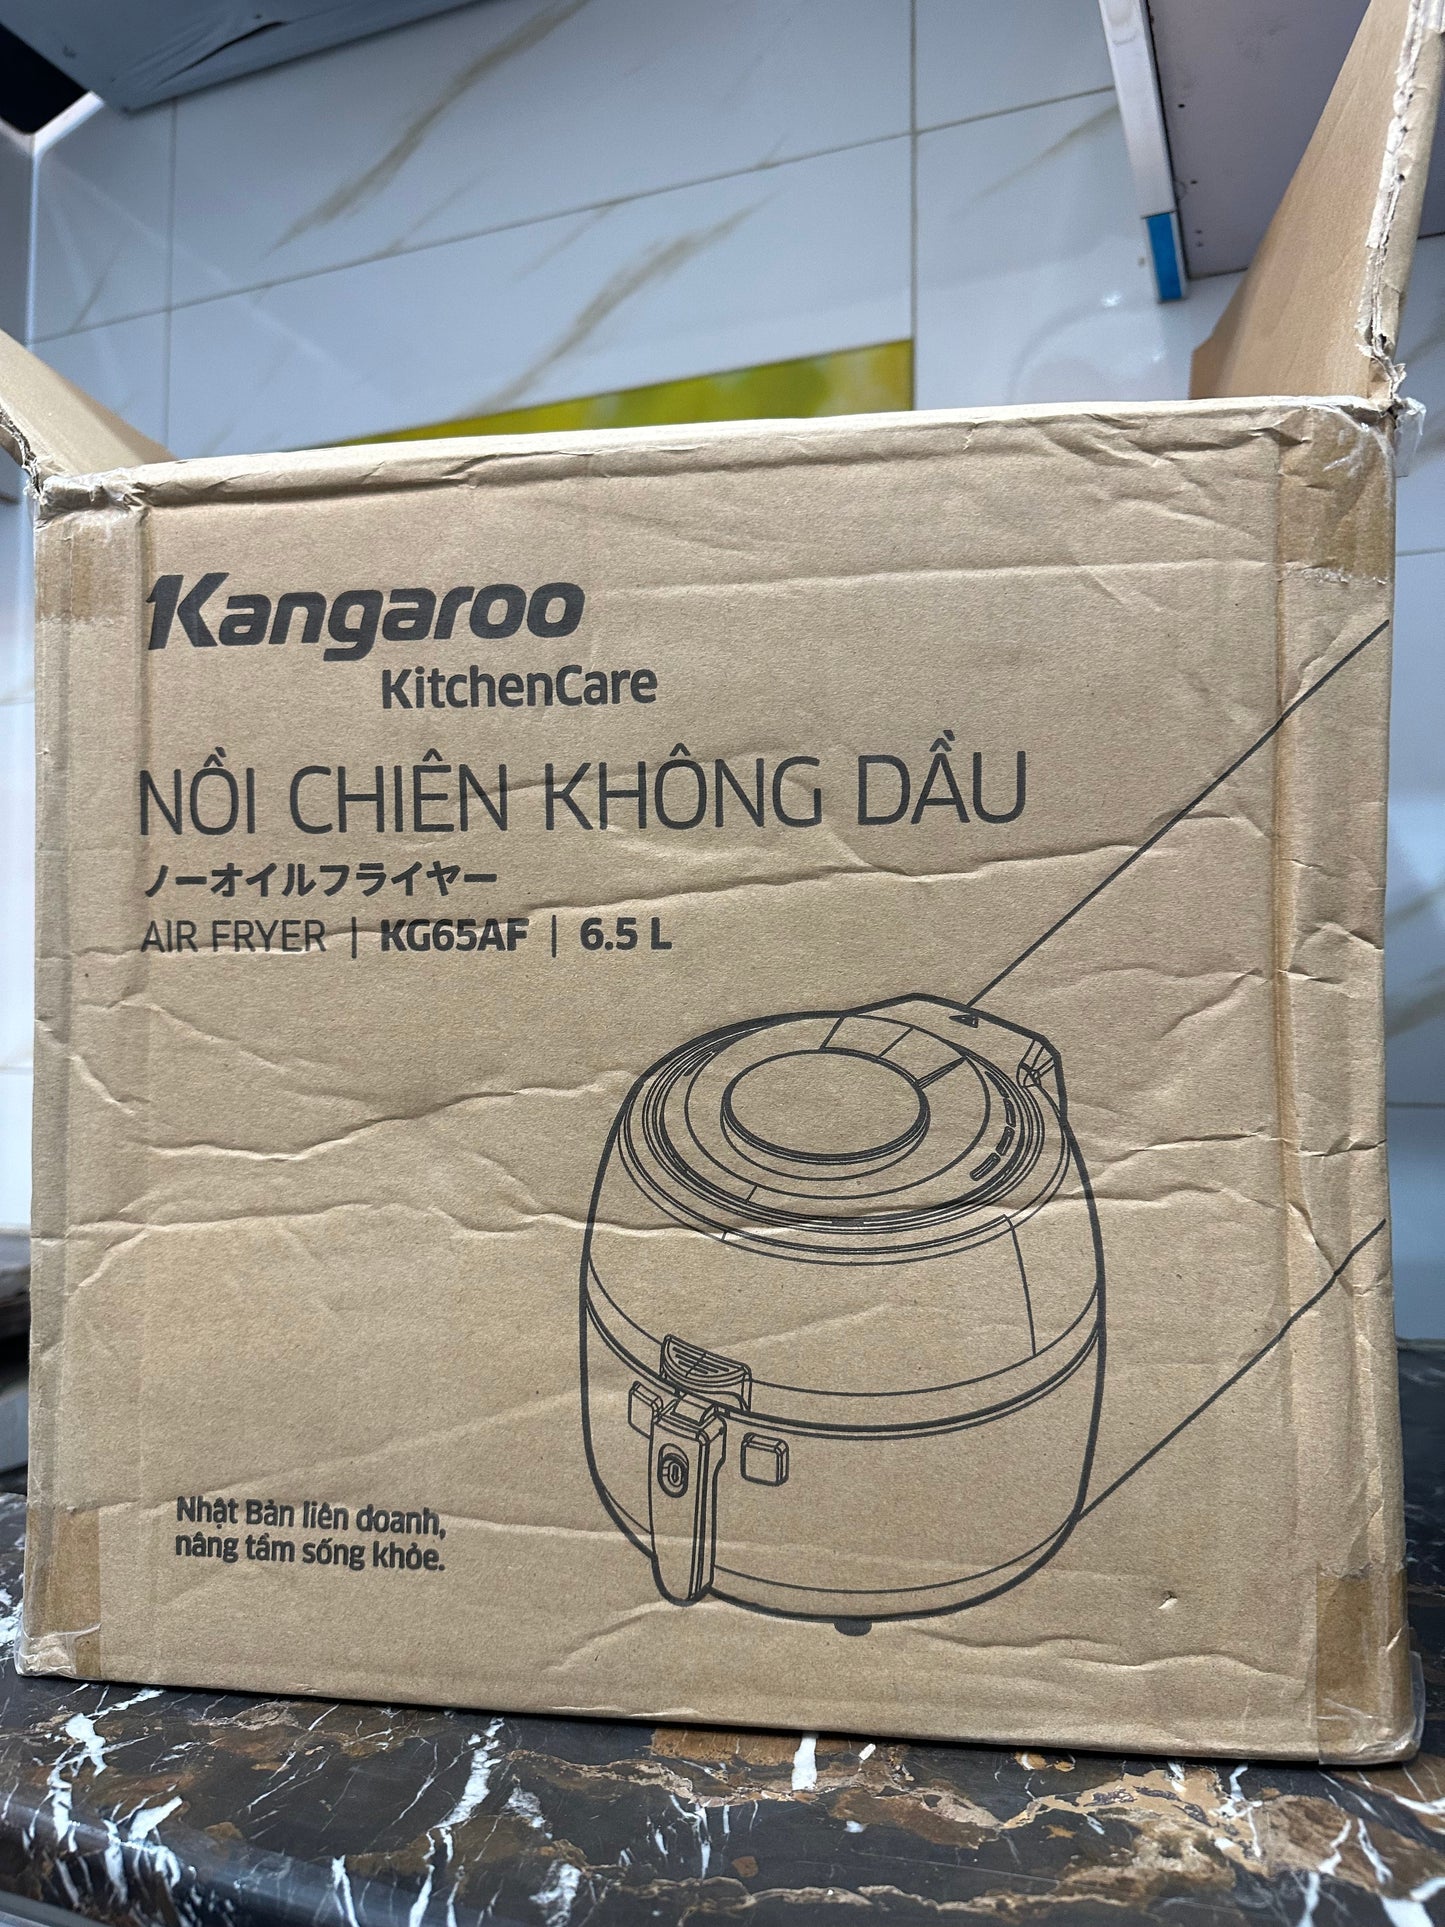 Kangaroo
KitchenCare
NỒI CHIÊN KHÔNG DẦU
ノーオイルフライヤー
AIR FRYER | KG65AF | 6.5 L
Nhật Bản liên doanh,
nâng tầm sống khỏe.